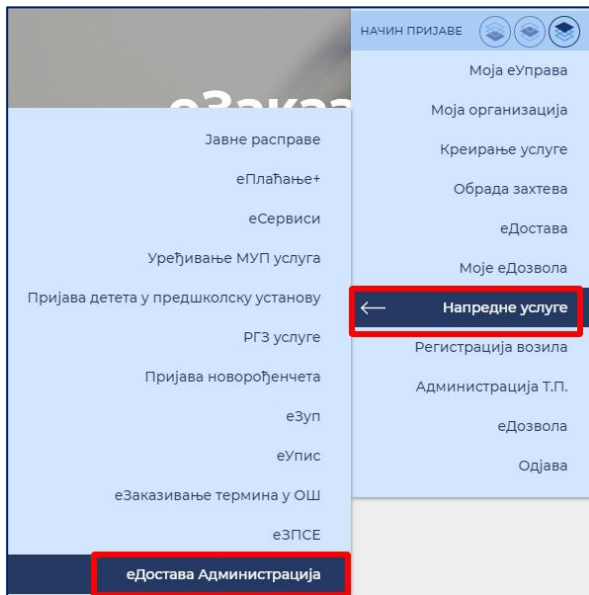 НАЧИН ПРИЈАВЕ
Моја еУправа
Моја организација
Креирање услуге
Обрада захтева
еДостава
Моје еДозвола
Напредне услуге
Регистрација возила
Администрација Т.П.
еДозвола
Одјава
еЗаказ
Јавне расправе
еПлаћање+
еСервиси
Уређивање МУП услуга
Пријава детета у предшколску установу
РГЗ услуге
Пријава новорођенчета
еЗуп
еУпис
еЗаказивање термина у ОШ
еЗПСЕ
еДостава Администрација